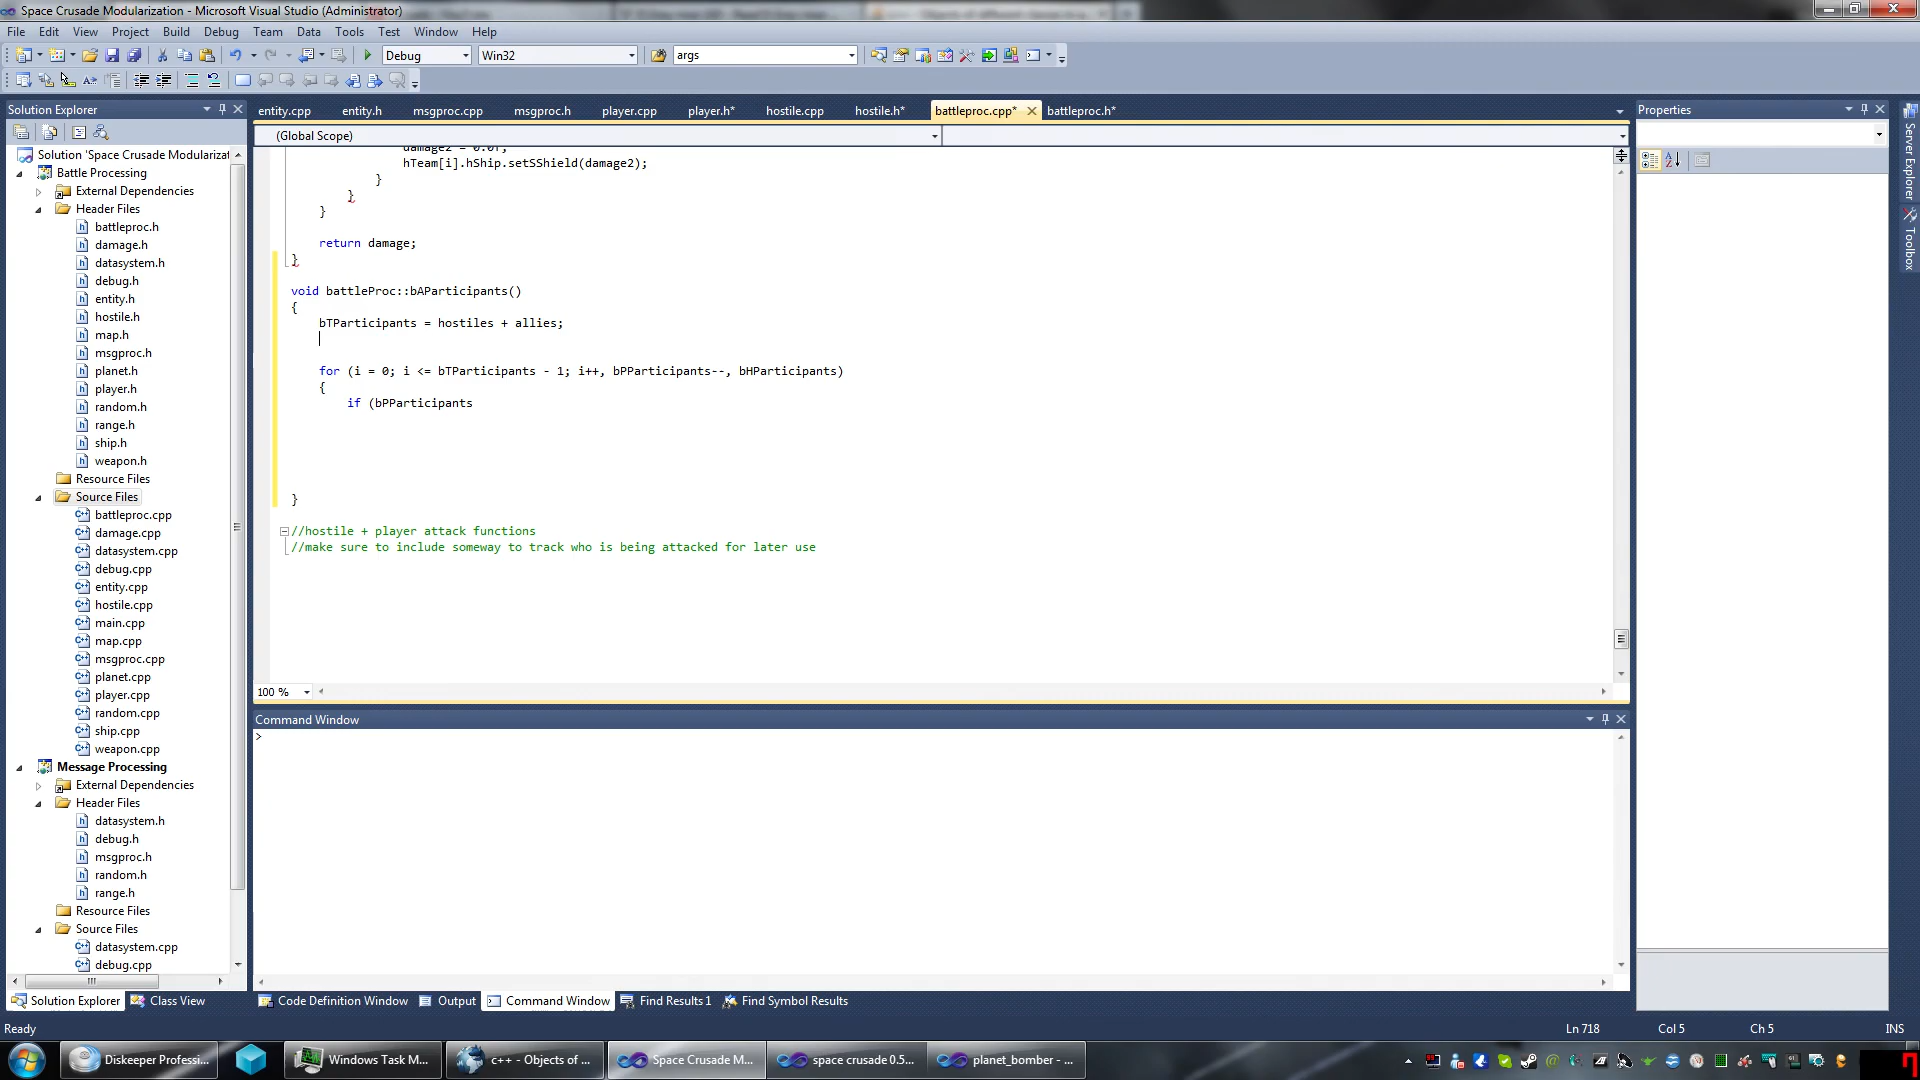 Space Crusade Modularization - Microsoft Visual Studio (Administrator)
File Edit View Project Build Debug Team Data Tools Test Window Help
Debug Win32 args
Solution Explorer
entity.cpp entity.h msgproc.cpp msgproc.h player.cpp player.h* hostile.cpp hostile.h* battleproc.cpp* battleproc.h*
Properties
(Global Scope)
Solution 'Space Crusade Modularizat
Battle Processing
External Dependencies
Header Files
battleproc.h
damage.h
datasystem.h
debug.h
entity.h
hostile.h
map.h
msgproc.h
planet.h
player.h
random.h
range.h
ship.h
weapon.h
Resource Files
Source Files
battleproc.cpp
damage.cpp
datasystem.cpp
debug.cpp
entity.cpp
hostile.cpp
main.cpp
map.cpp
msgproc.cpp
planet.cpp
player.cpp
random.cpp
ship.cpp
weapon.cpp
Message Processing
External Dependencies
Header Files
datasystem.h
debug.h
msgproc.h
random.h
range.h
Resource Files
Source Files
datasystem.cpp
debug.cpp
damage2 = 0.0f;
hTeam[i].hShip.setSShield(damage2);
}
}
}
return damage;
}
void battleProc::bAParticipants()
{
bTParticipants = hostiles + allies;
for (i = 0; i <= bTParticipants - 1; i++, bPParticipants--, bHParticipants)
{
if (bPParticipants
}
//hostile + player attack functions
//make sure to include someway to track who is being attacked for later use
100 %
Command Window
>
Server Explorer
Toolbox
Solution Explorer Class View
Code Definition Window Output Command Window Find Results 1 Find Symbol Results
Ready Ln 718 Col 5 Ch 5 INS
Diskeeper Professi... Windows Task M... c++ - Objects of ... Space Crusade M... space crusade 0.5... planet_bomber - ...